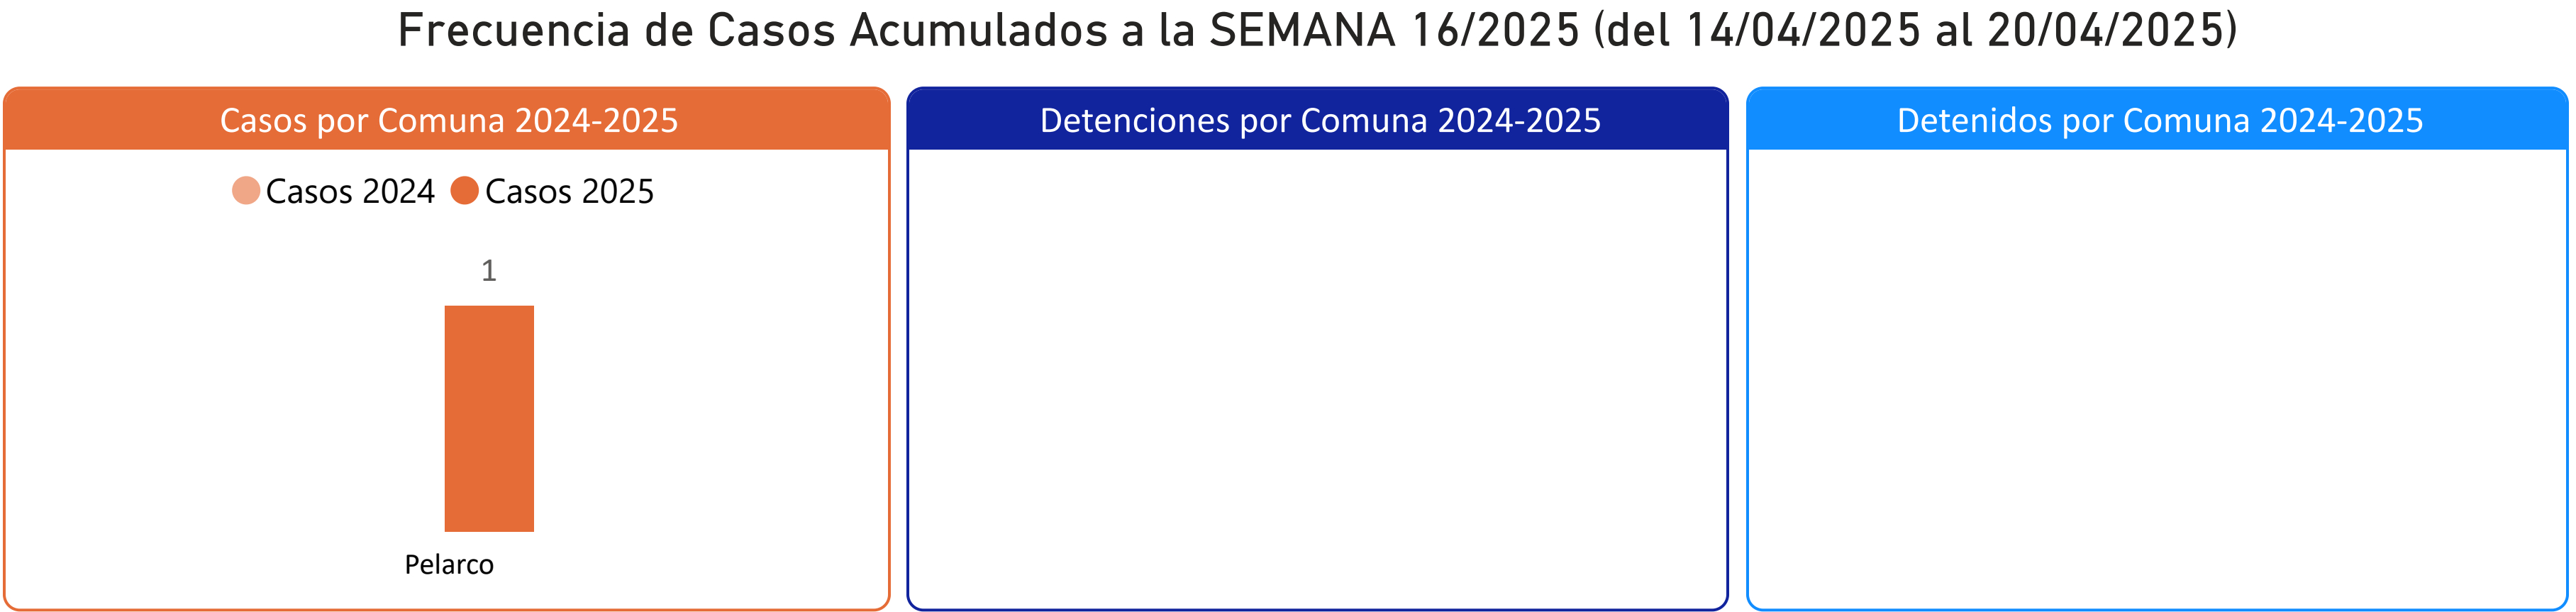 Frecuencia de Casos Acumulados a la SEMANA 16/2025 (del 14/04/2025 al 20/04/2025)
Casos por Comuna 2024-2025
Casos 2024 Casos 2025
1
Pelarco
Detenciones por Comuna 2024-2025
Detenidos por Comuna 2024-2025